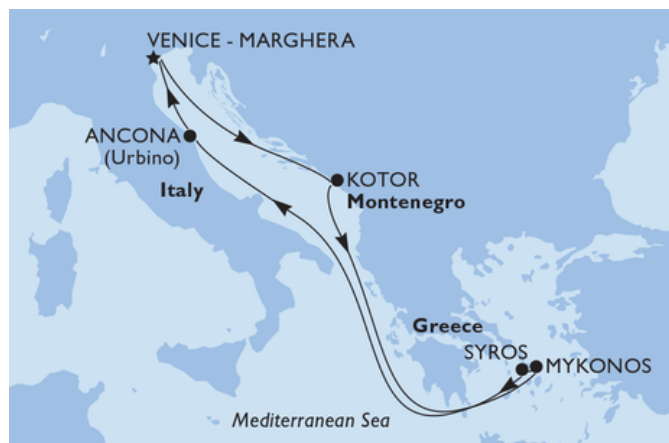 VENICE - MARGHERA
ANCONA
(Urbino)
Italy
KOTOR
Montenegro
Greece
SYROS
MYKONOS
Mediterranean Sea